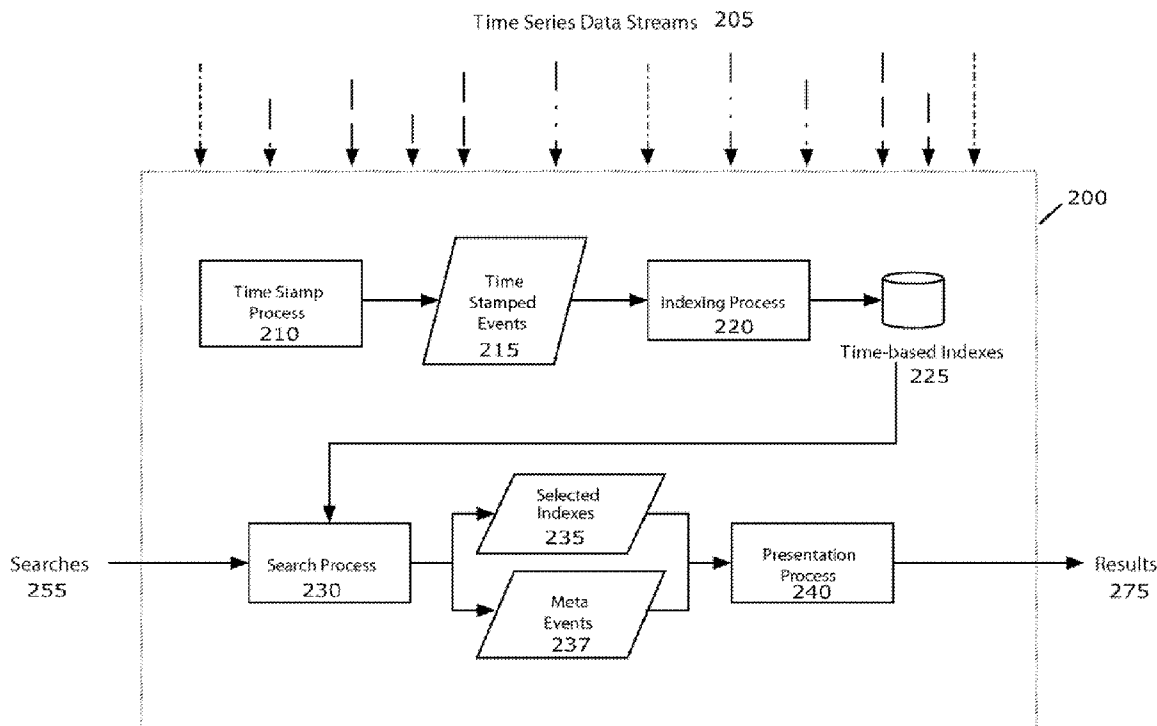 Time Series Data Streams 205
200
Time Stamp
Process
210
Time
Stamped
Events
215
Indexing Process
220
Time-based Indexes
225
Selected
Indexes
235
Searches
255
Search Process
230
Meta
Events
237
Presentation
Process
240
Results
275